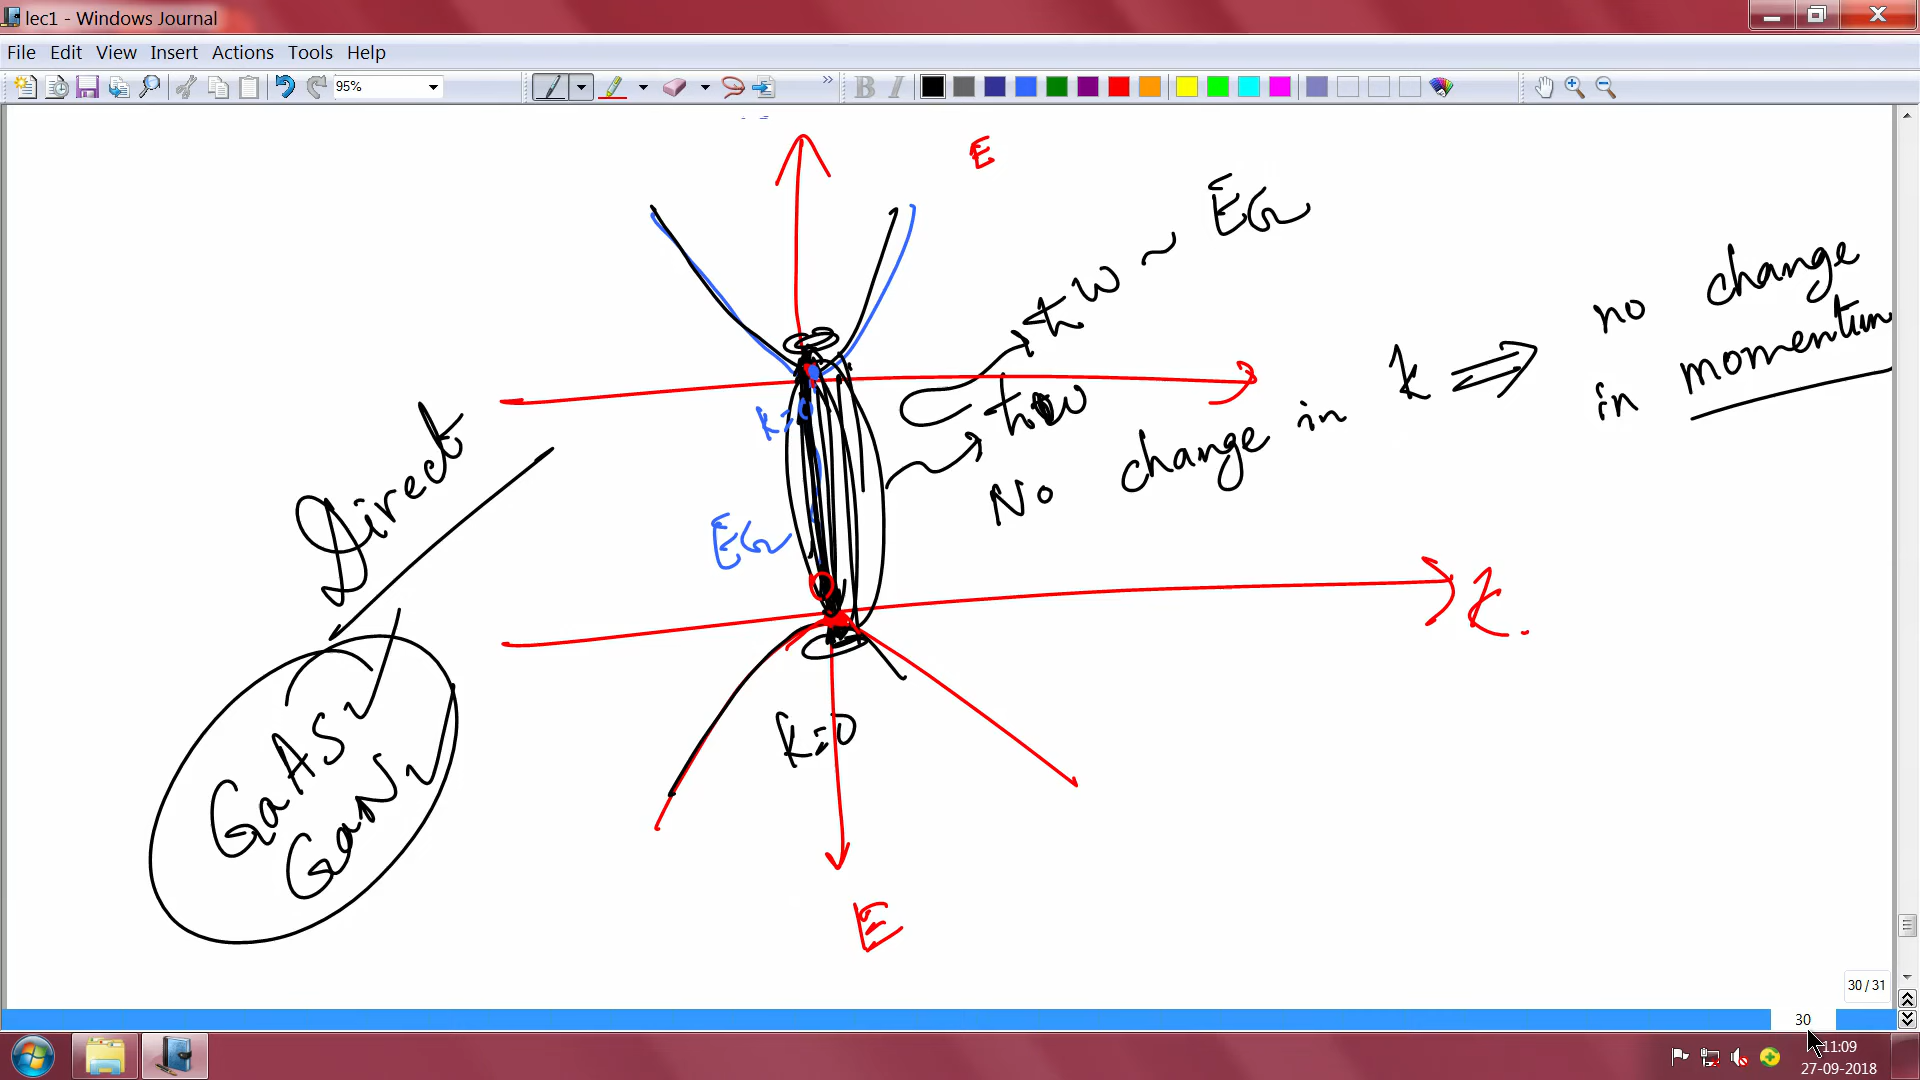 lec1 - Windows Journal
File Edit View Insert Actions Tools Help
95%
E
ħω ~ EG
ħω
No change in k ⇒ no change
in momentum
k=0
EG
Direct
GaAs
GaN
k.
k=0
E
30 / 31
30
11:09
27-09-2018